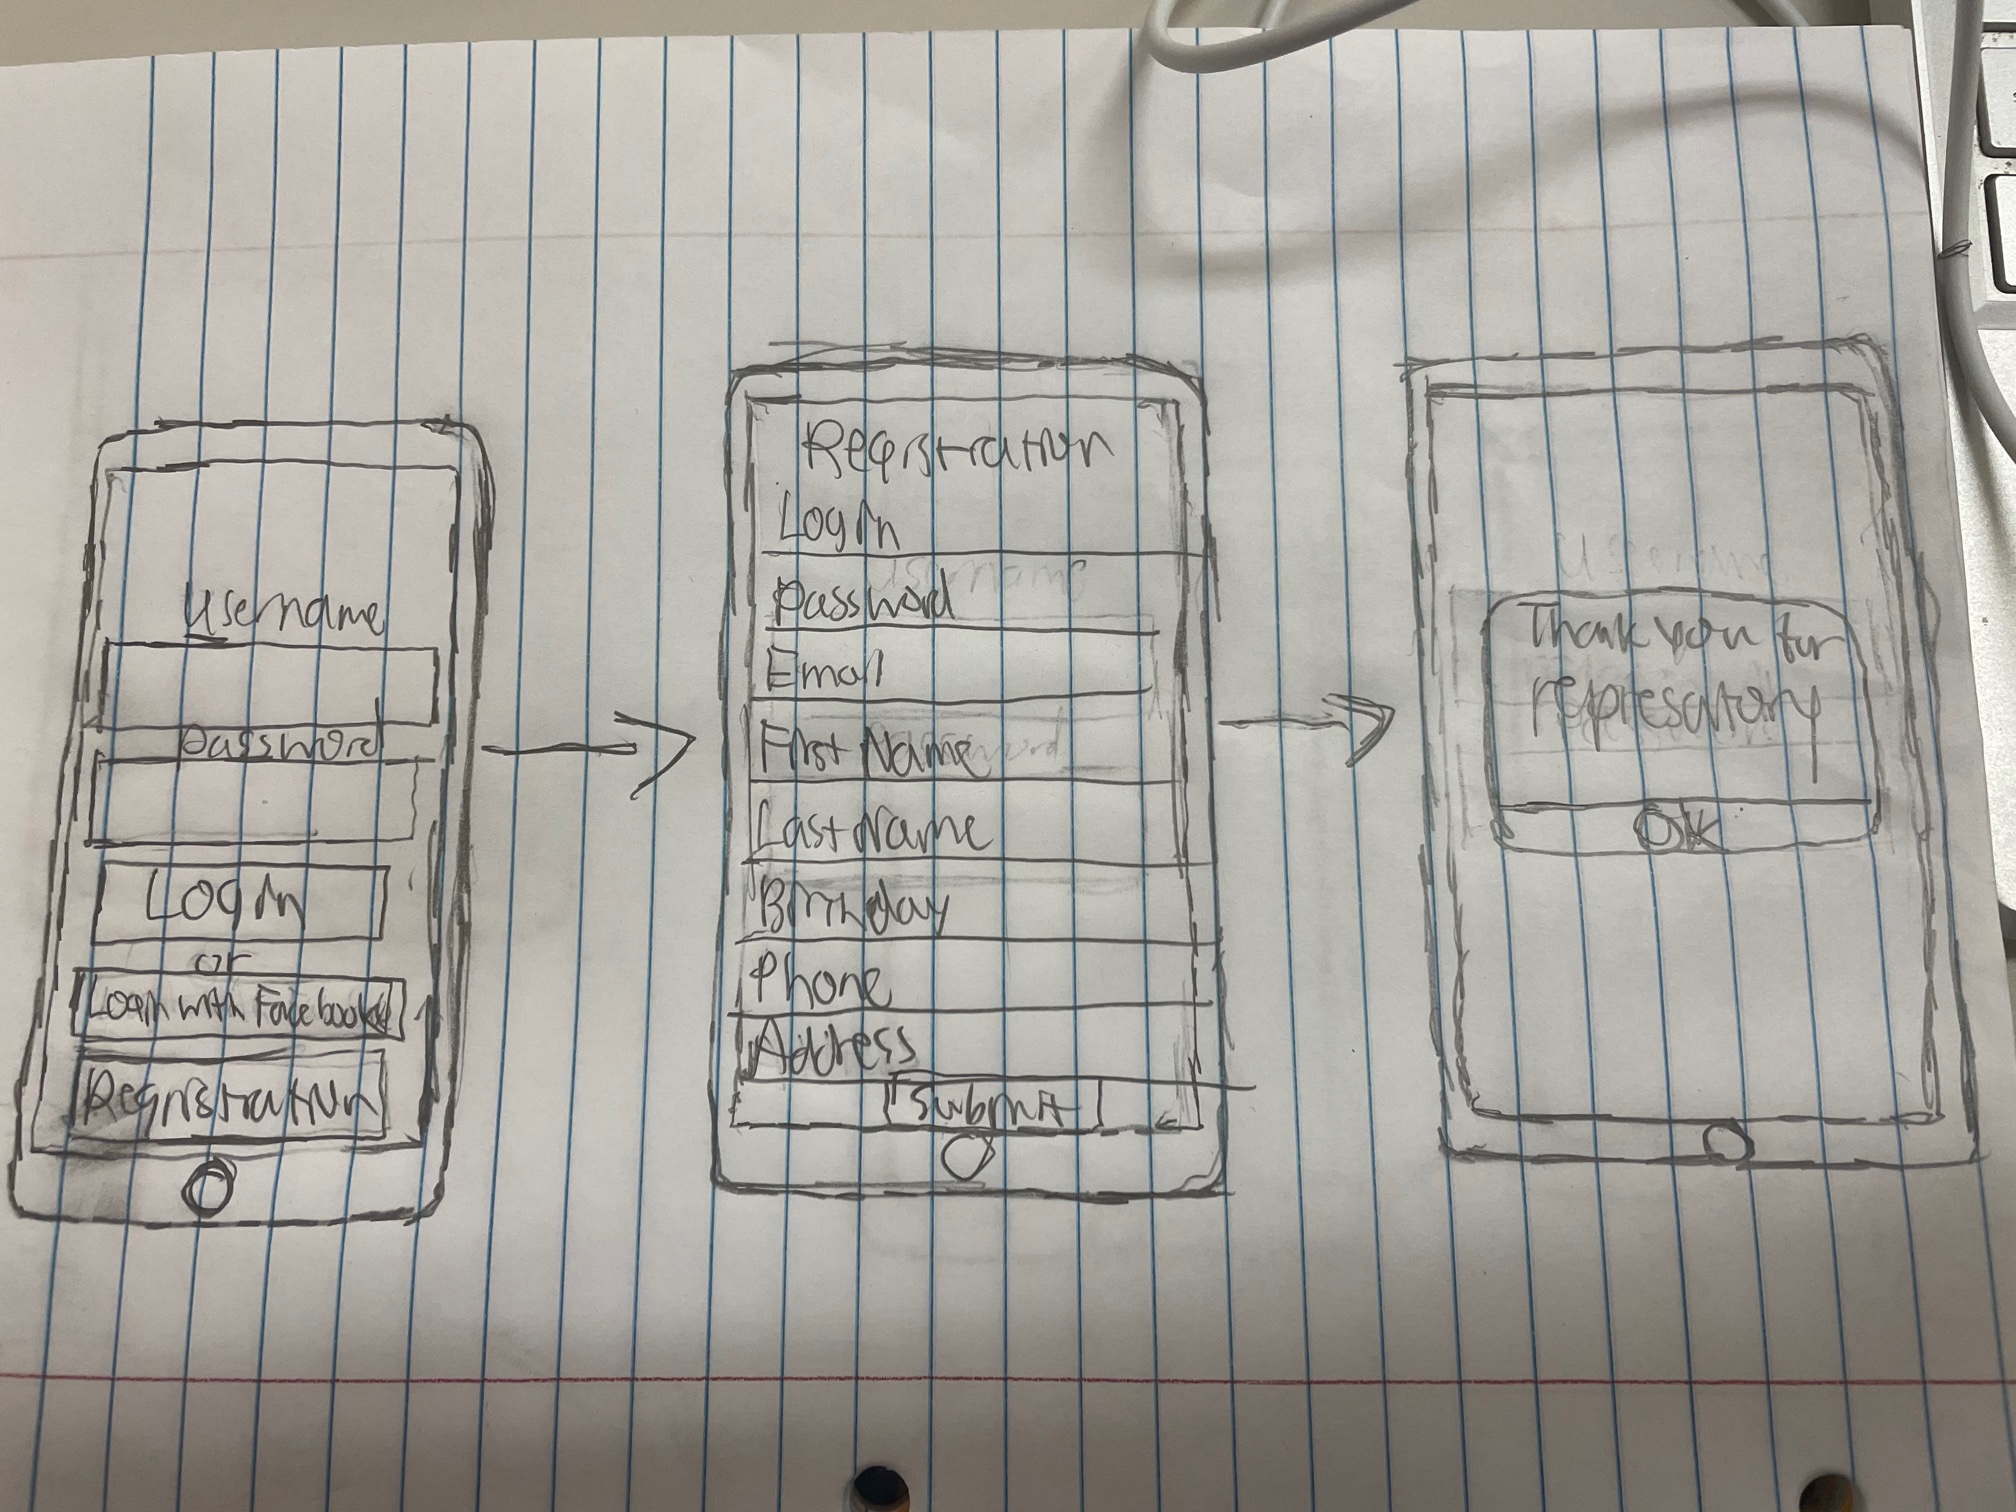 Username
Password
Login
or
Login with Facebook
Registration
Registration
Login
Password
Email
First Name
Last Name
Birthday
Phone
Address
Submit
Thank you for
OK